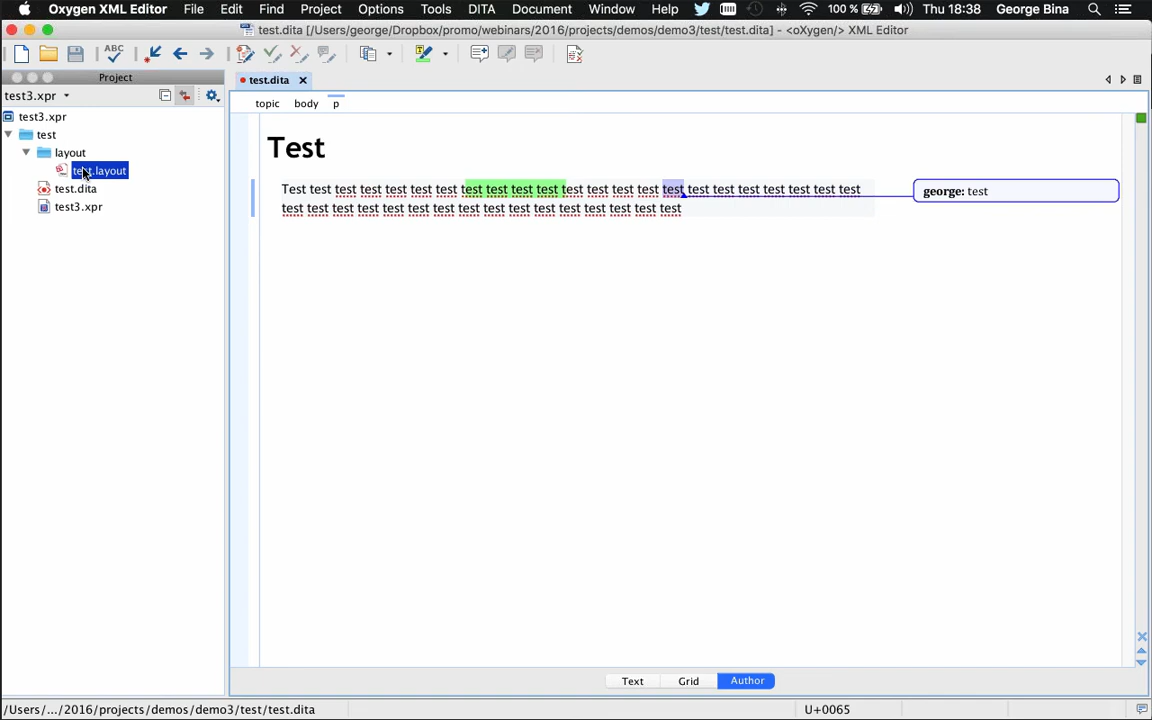 Oxygen XML Editor File Edit Find Project Options Tools DITA Document Window Help 100% Thu 18:38 George Bina
test.dita [/Users/george/Dropbox/promo/webinars/2016/projects/demos/demo3/test/test.dita] - <oXygen/> XML Editor
ABC
Project
test3.xpr
test.dita
topic body p
test3.xpr
test
layout
test.layout
test.dita
test3.xpr
Test
Test test test test test test test test test test test test test test test test test test test test test test test
test test test test test test test test test test test test test test test test
george: test
Text Grid Author
/Users/.../2016/projects/demos/demo3/test/test.dita U+0065